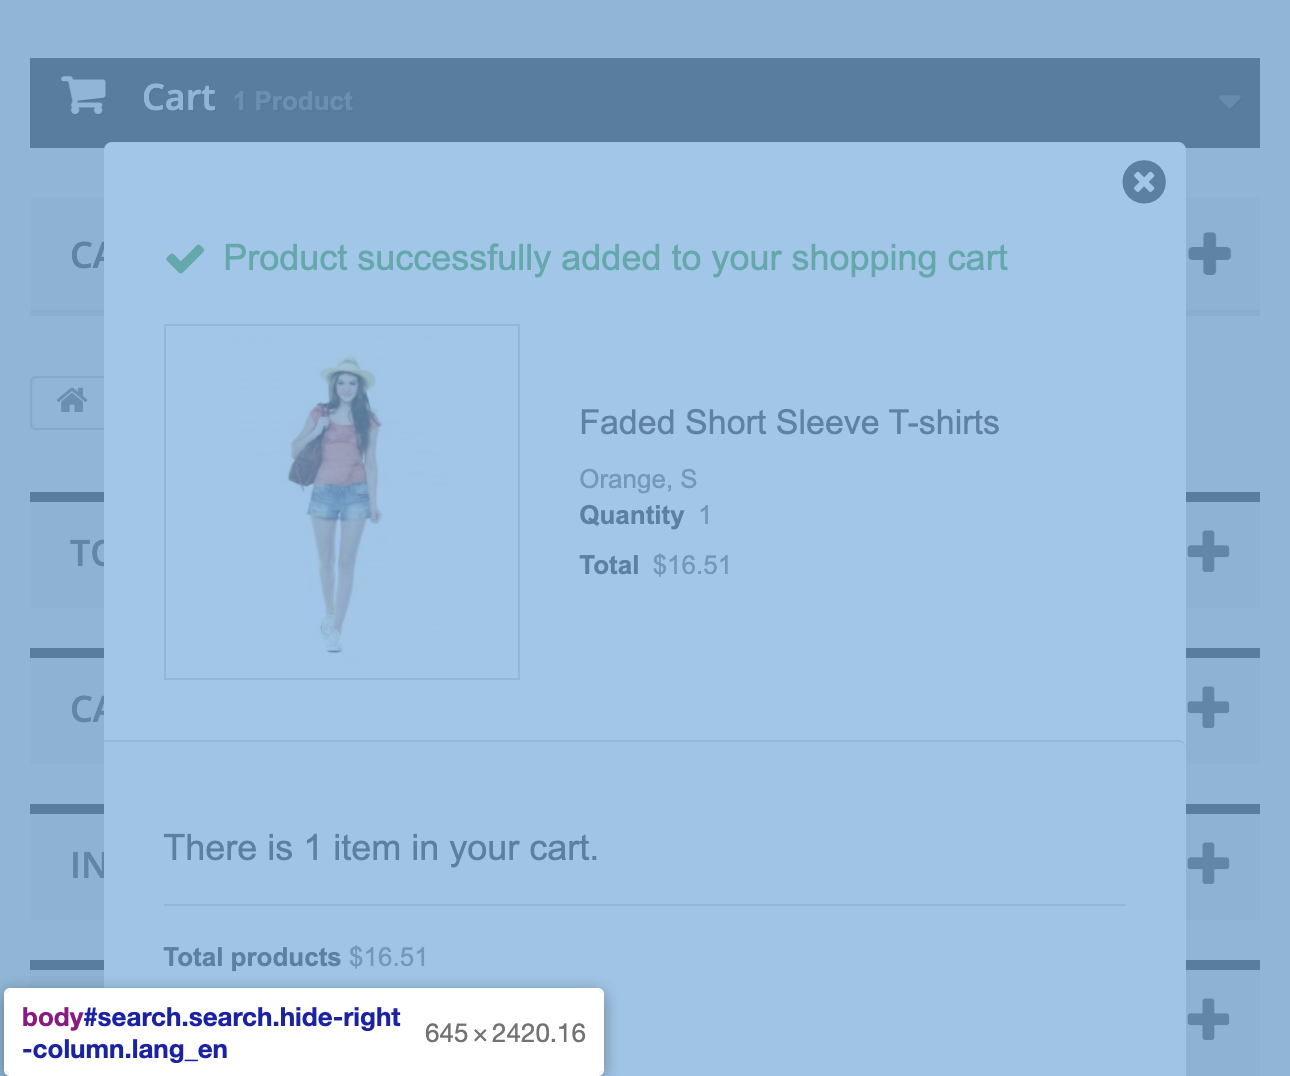 Cart 1 Product
CA
Product successfully added to your shopping cart
Faded Short Sleeve T-shirts
Orange, S
Quantity 1
TO
Total $16.51
CA
There is 1 item in your cart.
IN
Total products $16.51
body#search.search.hide-right
-column.lang_en
645 × 2420.16